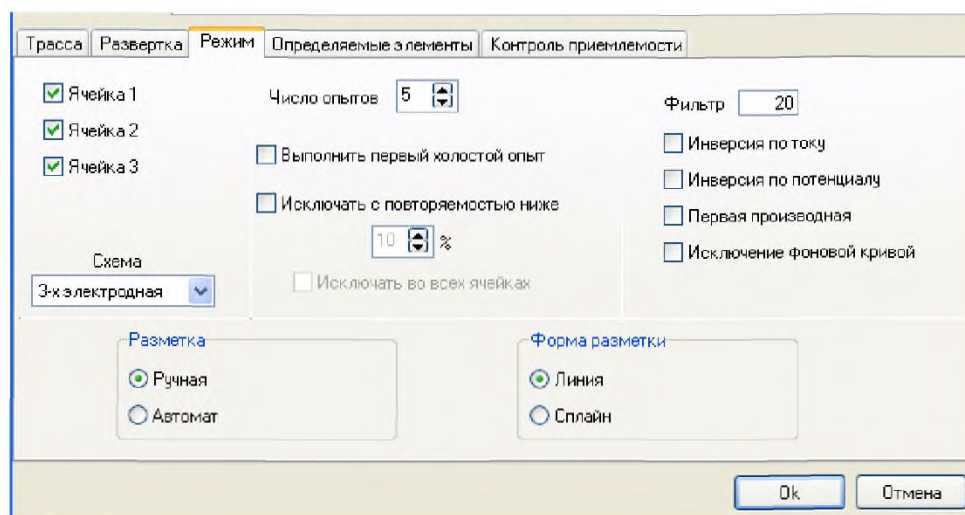 Трасса
Развертка
Режим
Определяемые элементы
Контроль приемлемости
Ячейка 1
Ячейка 2
Ячейка 3
Схема
3-х электродная
Число опытов 5
Выполнить первый холостой опыт
Исключать с повторяемостью ниже
10 %
Исключать во всех ячейках
Фильтр 20
Инверсия по току
Инверсия по потенциалу
Первая производная
Исключение фоновой кривой
Разметка
Ручная
Автомат
Форма разметки
Линия
Сплайн
Ok
Отмена